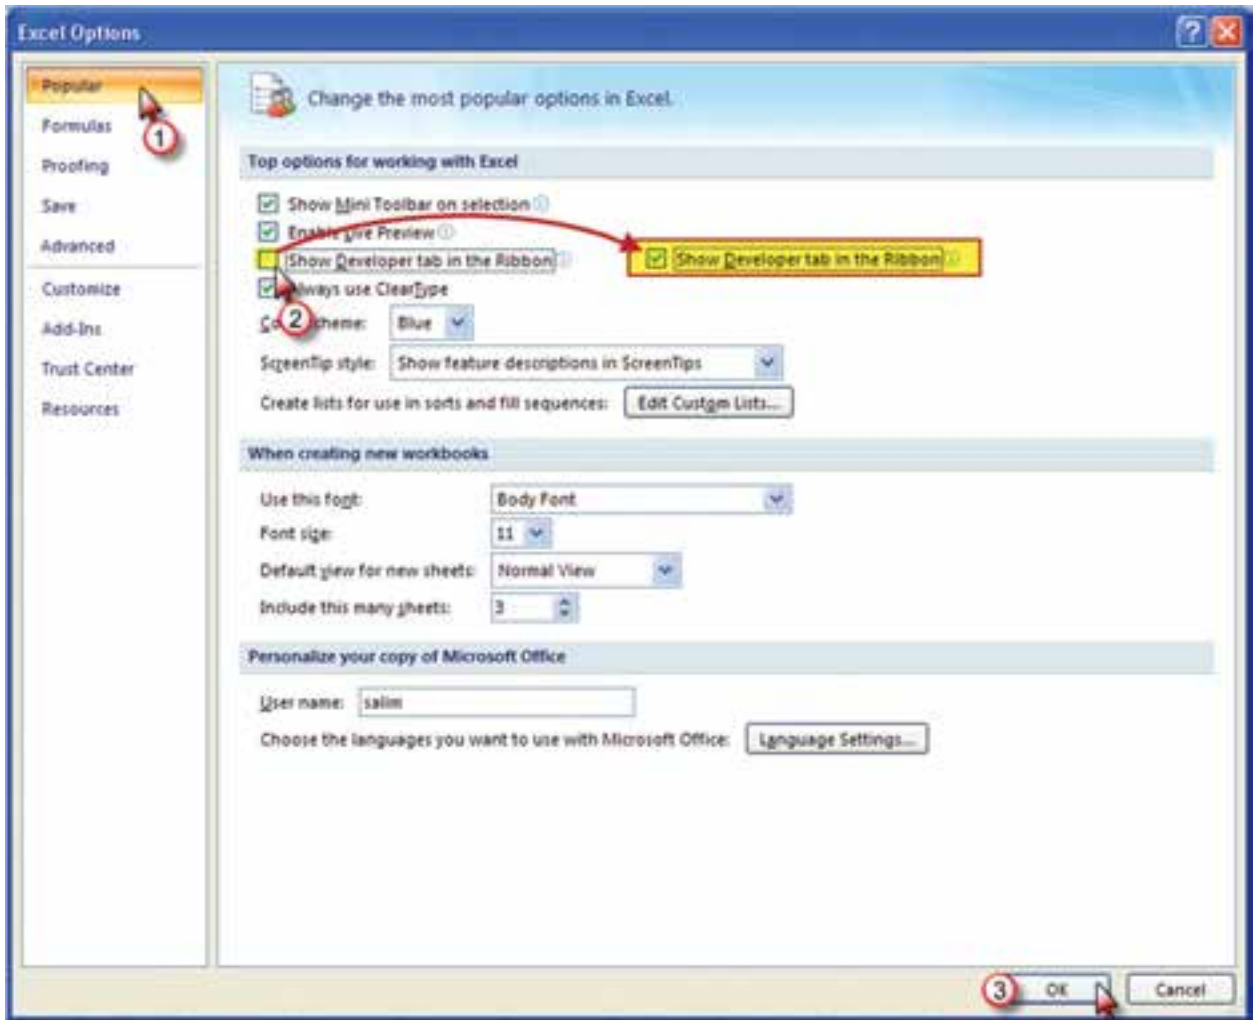 Excel Options
Popular
1
Formulas
Proofing
Save
Advanced
Customize
Add-Ins
Trust Center
Resources
Change the most popular options in Excel.
Top options for working with Excel
Show Mini Toolbar on selection
Enable Live Preview
Show Developer tab in the Ribbon Show Developer tab in the Ribbon
Always use ClearType
2
scheme: Blue
ScreenTip style: Show feature descriptions in ScreenTips
Create lists for use in sorts and fill sequences: Edit Custom Lists...
When creating new workbooks
Use this font: Body Font
Font size: 11
Default view for new sheets: Normal View
Include this many sheets: 3
Personalize your copy of Microsoft Office
User name: salim
Choose the languages you want to use with Microsoft Office: Language Settings...
3 OK Cancel